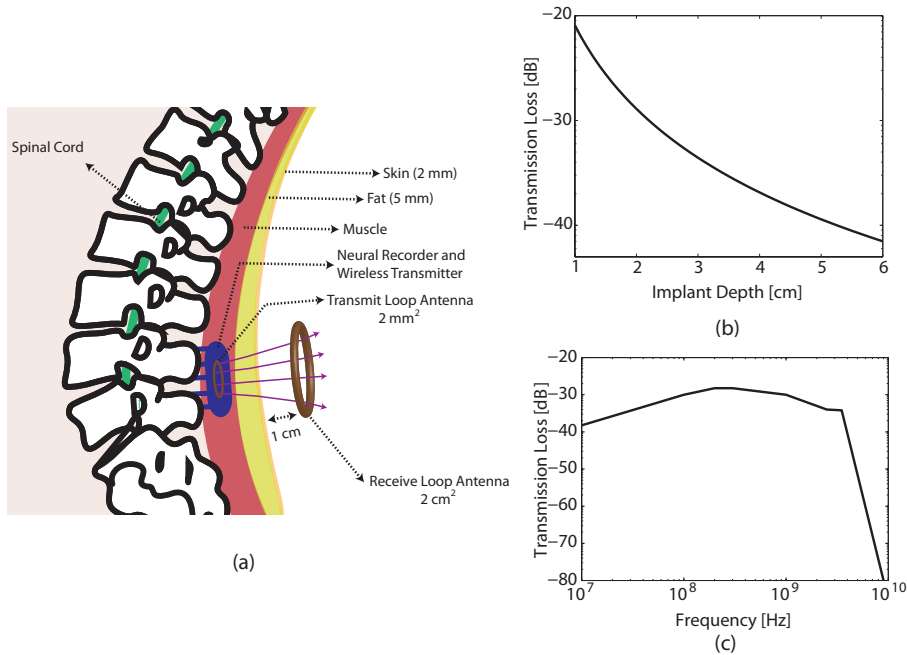 Spinal Cord
Skin (2 mm)
Fat (5 mm)
Muscle
Neural Recorder and
Wireless Transmitter
Transmit Loop Antenna
2 mm²
1 cm
Receive Loop Antenna
2 cm²
(a)
Transmission Loss [dB]
−20
−30
−40
1 2 3 4 5 6
Implant Depth [cm]
(b)
Transmission Loss [dB]
−20
−30
−40
−50
−60
−70
−80
10⁷ 10⁸ 10⁹ 10¹⁰
Frequency [Hz]
(c)